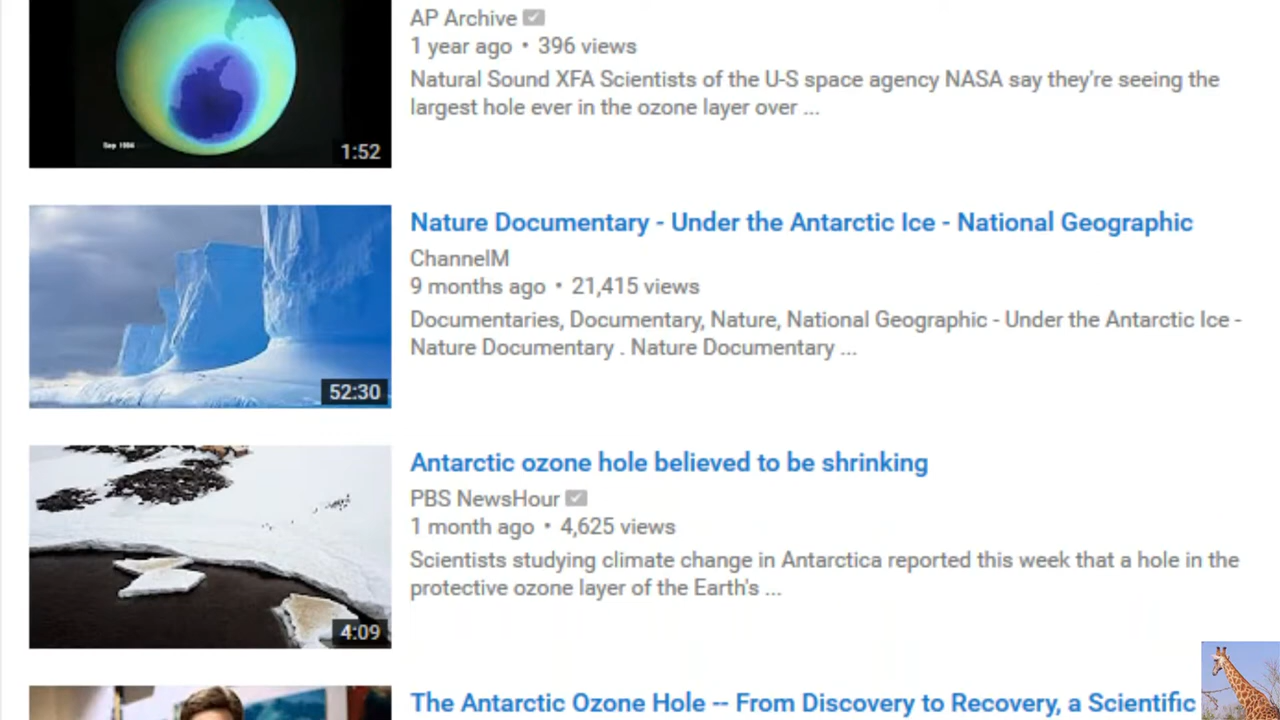 AP Archive
1 year ago • 396 views
Natural Sound XFA Scientists of the U-S space agency NASA say they're seeing the
largest hole ever in the ozone layer over ...
Sep 1994
1:52
Nature Documentary - Under the Antarctic Ice - National Geographic
ChannelM
9 months ago • 21,415 views
Documentaries, Documentary, Nature, National Geographic - Under the Antarctic Ice -
Nature Documentary . Nature Documentary ...
52:30
Antarctic ozone hole believed to be shrinking
PBS NewsHour
1 month ago • 4,625 views
Scientists studying climate change in Antarctica reported this week that a hole in the
protective ozone layer of the Earth's ...
4:09
The Antarctic Ozone Hole -- From Discovery to Recovery, a Scientific